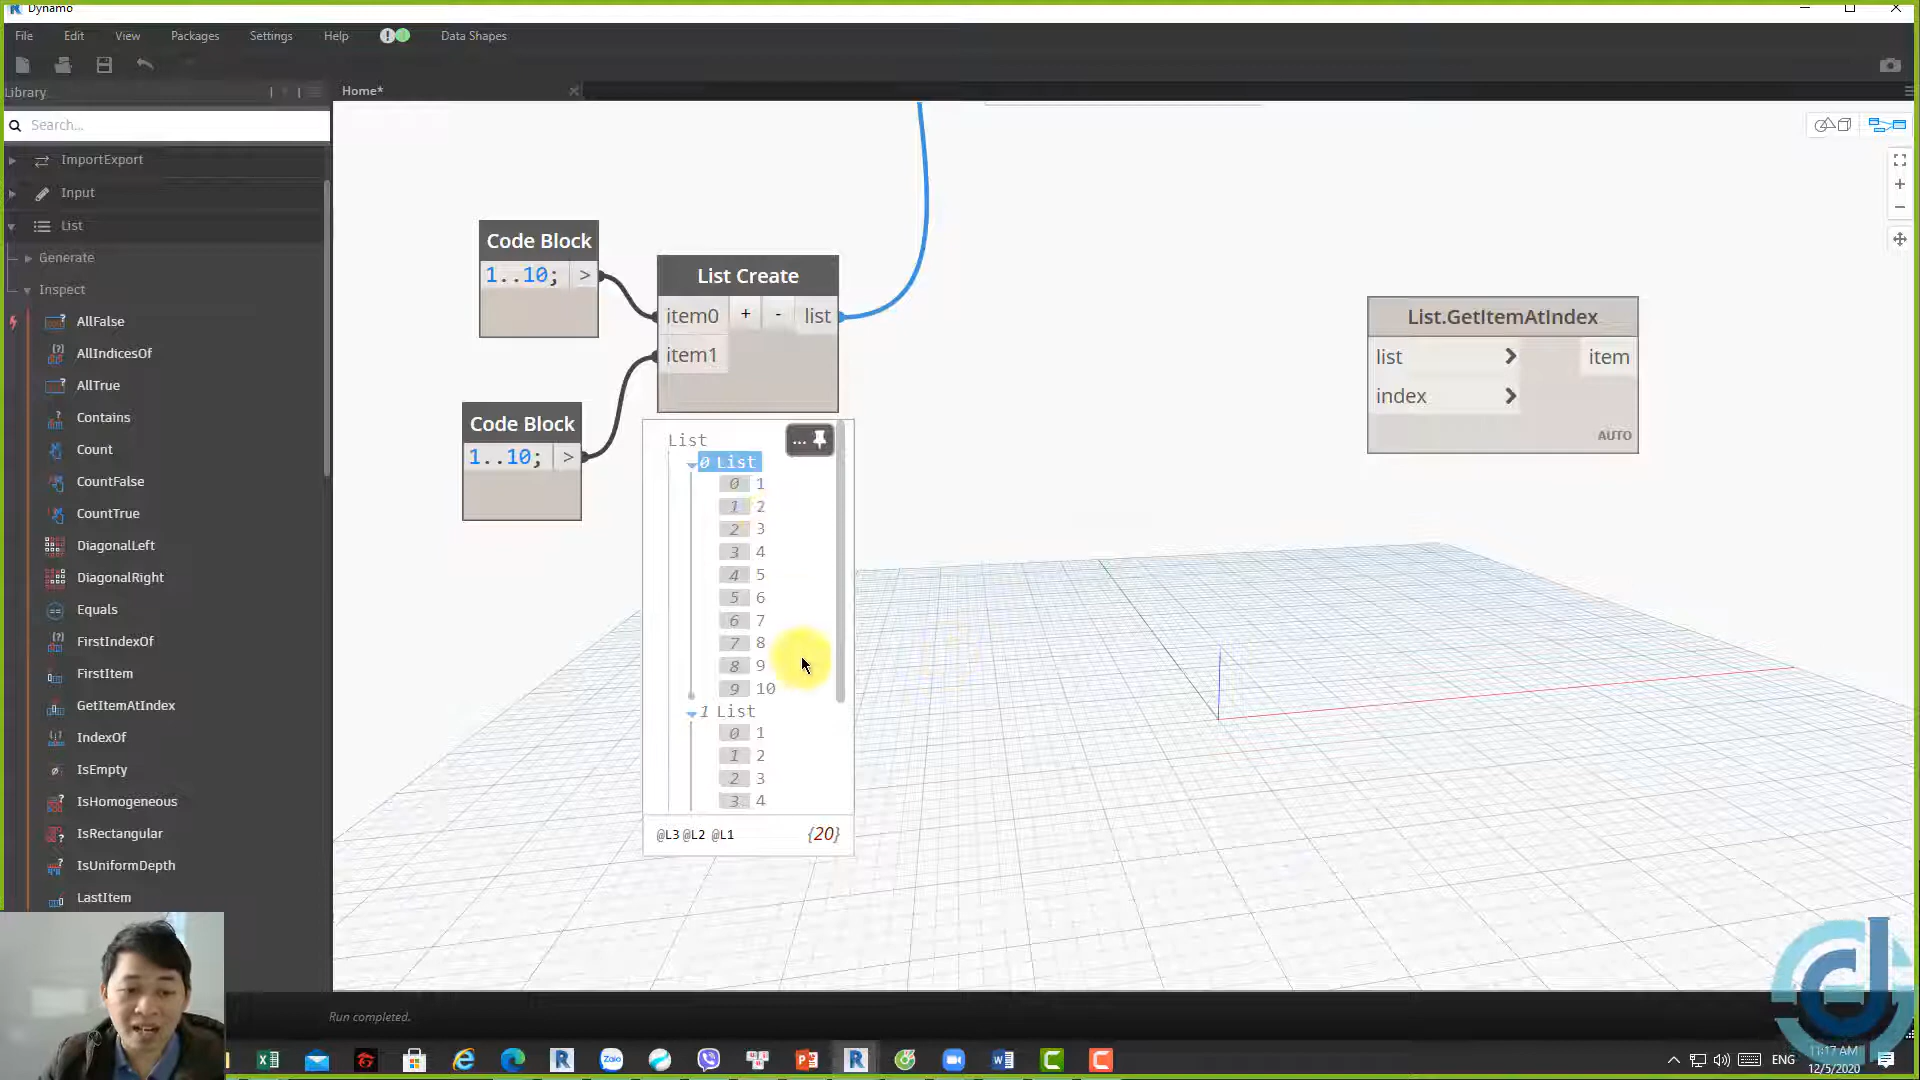 Dynamo
File Edit View Packages Settings Help Data Shapes
Library
Home*
Search...
ImportExport
Input
List
Generate
Inspect
AllFalse
AllIndicesOf
AllTrue
Contains
Count
CountFalse
CountTrue
DiagonalLeft
DiagonalRight
Equals
FirstIndexOf
FirstItem
GetItemAtIndex
IndexOf
IsEmpty
IsHomogeneous
IsRectangular
IsUniformDepth
LastItem
Code Block
1..10; >
Code Block
1..10; >
List Create
item0 + - list
item1
List
0 List
0 1
1 2
2 3
3 4
4 5
5 6
6 7
7 8
8 9
9 10
1 List
0 1
1 2
2 3
3 4
@L3 @L2 @L1 {20}
List.GetItemAtIndex
list > item
index >
AUTO
Run completed.
ENG
11:17 AM
12/5/2020